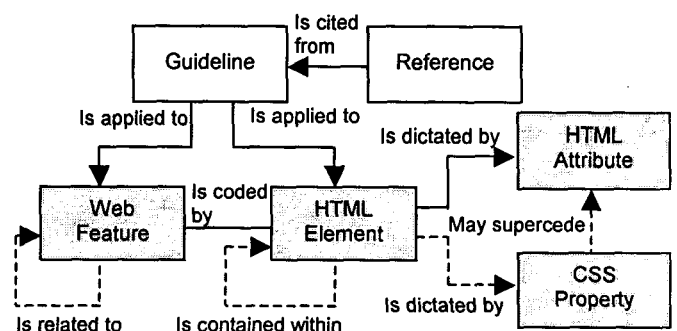 Is cited
from
Guideline
Reference
Is applied to
Is applied to
Is dictated by
HTML
Attribute
Web
Feature
Is coded
by
HTML
Element
May supercede
CSS
Property
Is dictated by
Is related to
Is contained within